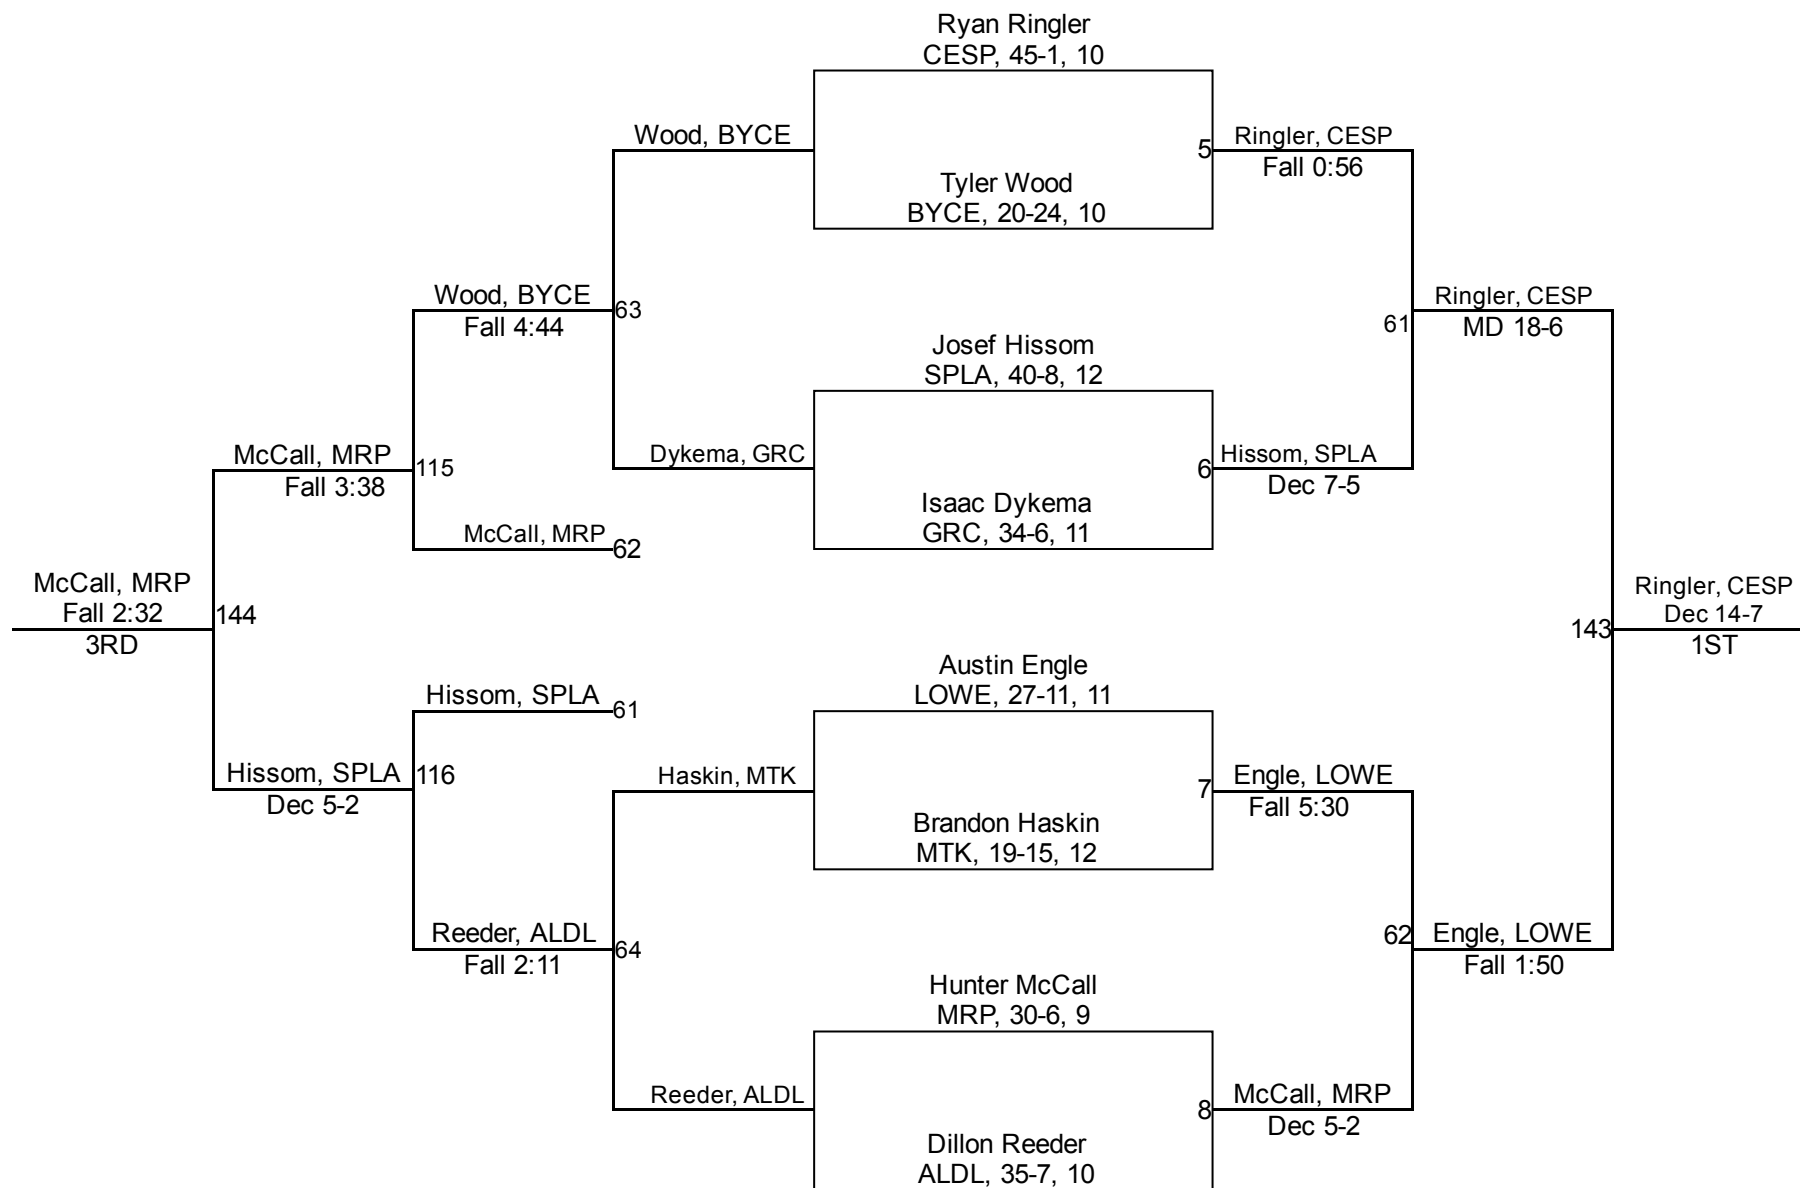 Ryan Ringler
CESP, 45-1, 10
Wood, BYCE
5
Ringler, CESP
Fall 0:56
Tyler Wood
BYCE, 20-24, 10
Wood, BYCE
Fall 4:44
63
Ringler, CESP
MD 18-6
61
Josef Hissom
SPLA, 40-8, 12
McCall, MRP
Fall 3:38
115
Dykema, GRC
6
Hissom, SPLA
Dec 7-5
Isaac Dykema
GRC, 34-6, 11
McCall, MRP
62
McCall, MRP
Fall 2:32
3RD
144
143
Ringler, CESP
Dec 14-7
1ST
Austin Engle
LOWE, 27-11, 11
Hissom, SPLA
61
Hissom, SPLA
Dec 5-2
116
Haskin, MTK
7
Engle, LOWE
Fall 5:30
Brandon Haskin
MTK, 19-15, 12
Reeder, ALDL
Fall 2:11
64
62
Engle, LOWE
Fall 1:50
Hunter McCall
MRP, 30-6, 9
Reeder, ALDL
8
McCall, MRP
Dec 5-2
Dillon Reeder
ALDL, 35-7, 10